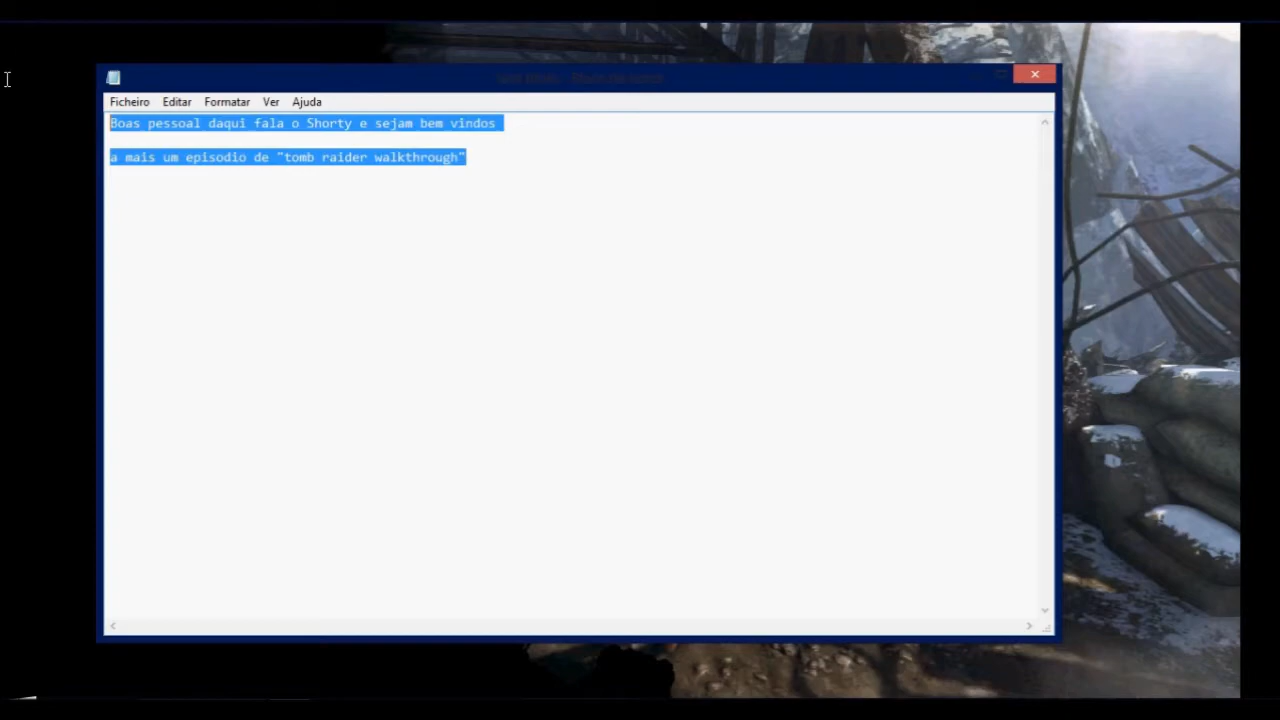 Ficheiro Editar Formatar Ver Ajuda
Boas pessoal daqui fala o Shorty e sejam bem vindos
a mais um episodio de "tomb raider walkthrough"